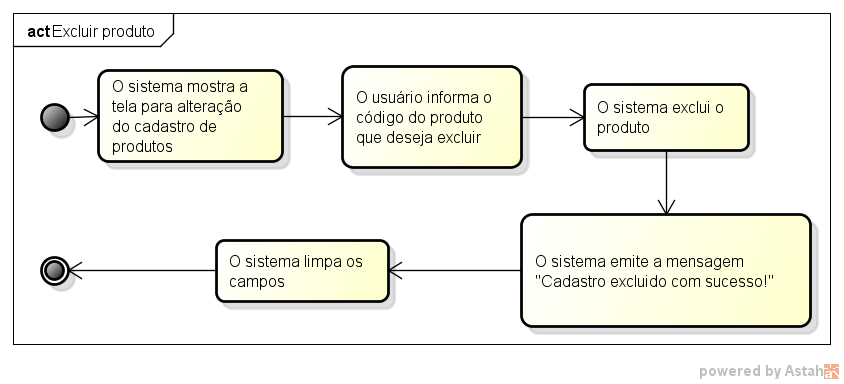 act Excluir produto
O sistema mostra a
tela para alteração
do cadastro de
produtos
O usuário informa o
código do produto
que deseja excluir
O sistema exclui o
produto
O sistema emite a mensagem
"Cadastro excluido com sucesso!"
O sistema limpa os
campos
powered by Astah